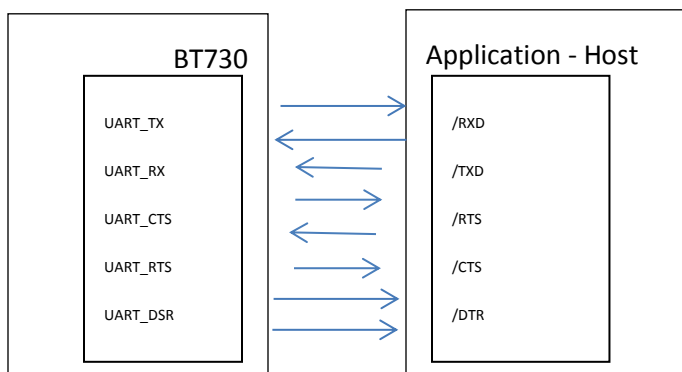 BT730
UART_TX
UART_RX
UART_CTS
UART_RTS
UART_DSR
Application - Host
/RXD
/TXD
/RTS
/CTS
/DTR